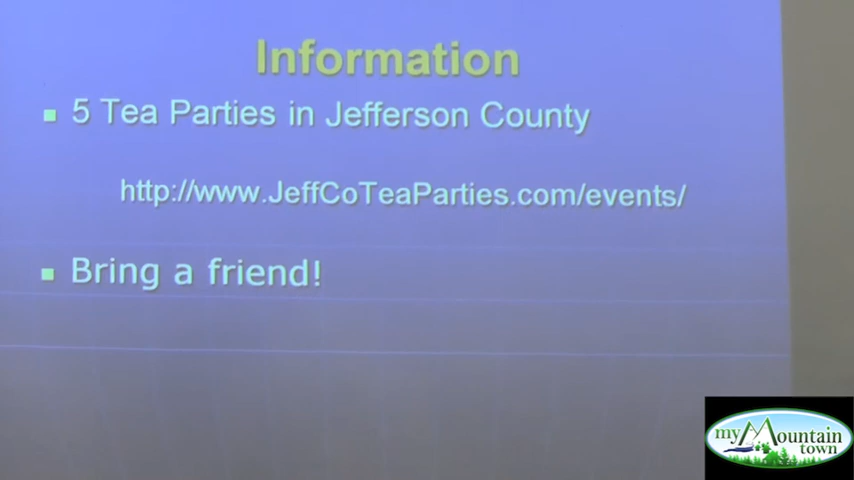 Information
5 Tea Parties in Jefferson County
http://www.JeffCoTeaParties.com/events/
Bring a friend!
my Mountain
town